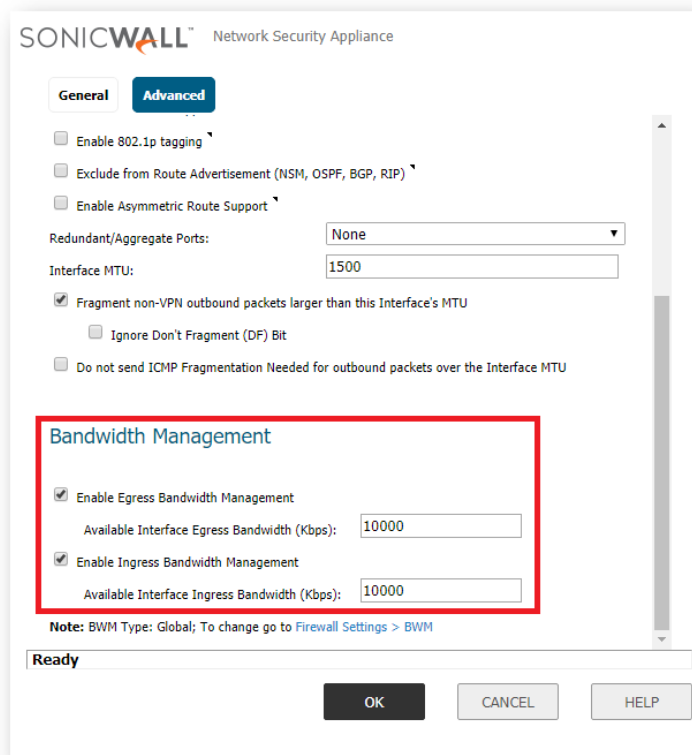 SONICWALL™ Network Security Appliance
General Advanced
Enable 802.1p tagging
Exclude from Route Advertisement (NSM, OSPF, BGP, RIP)
Enable Asymmetric Route Support
Redundant/Aggregate Ports: None
Interface MTU: 1500
Fragment non-VPN outbound packets larger than this Interface's MTU
Ignore Don't Fragment (DF) Bit
Do not send ICMP Fragmentation Needed for outbound packets over the Interface MTU
Bandwidth Management
Enable Egress Bandwidth Management
Available Interface Egress Bandwidth (Kbps): 10000
Enable Ingress Bandwidth Management
Available Interface Ingress Bandwidth (Kbps): 10000
Note: BWM Type: Global; To change go to Firewall Settings > BWM
Ready
OK CANCEL HELP